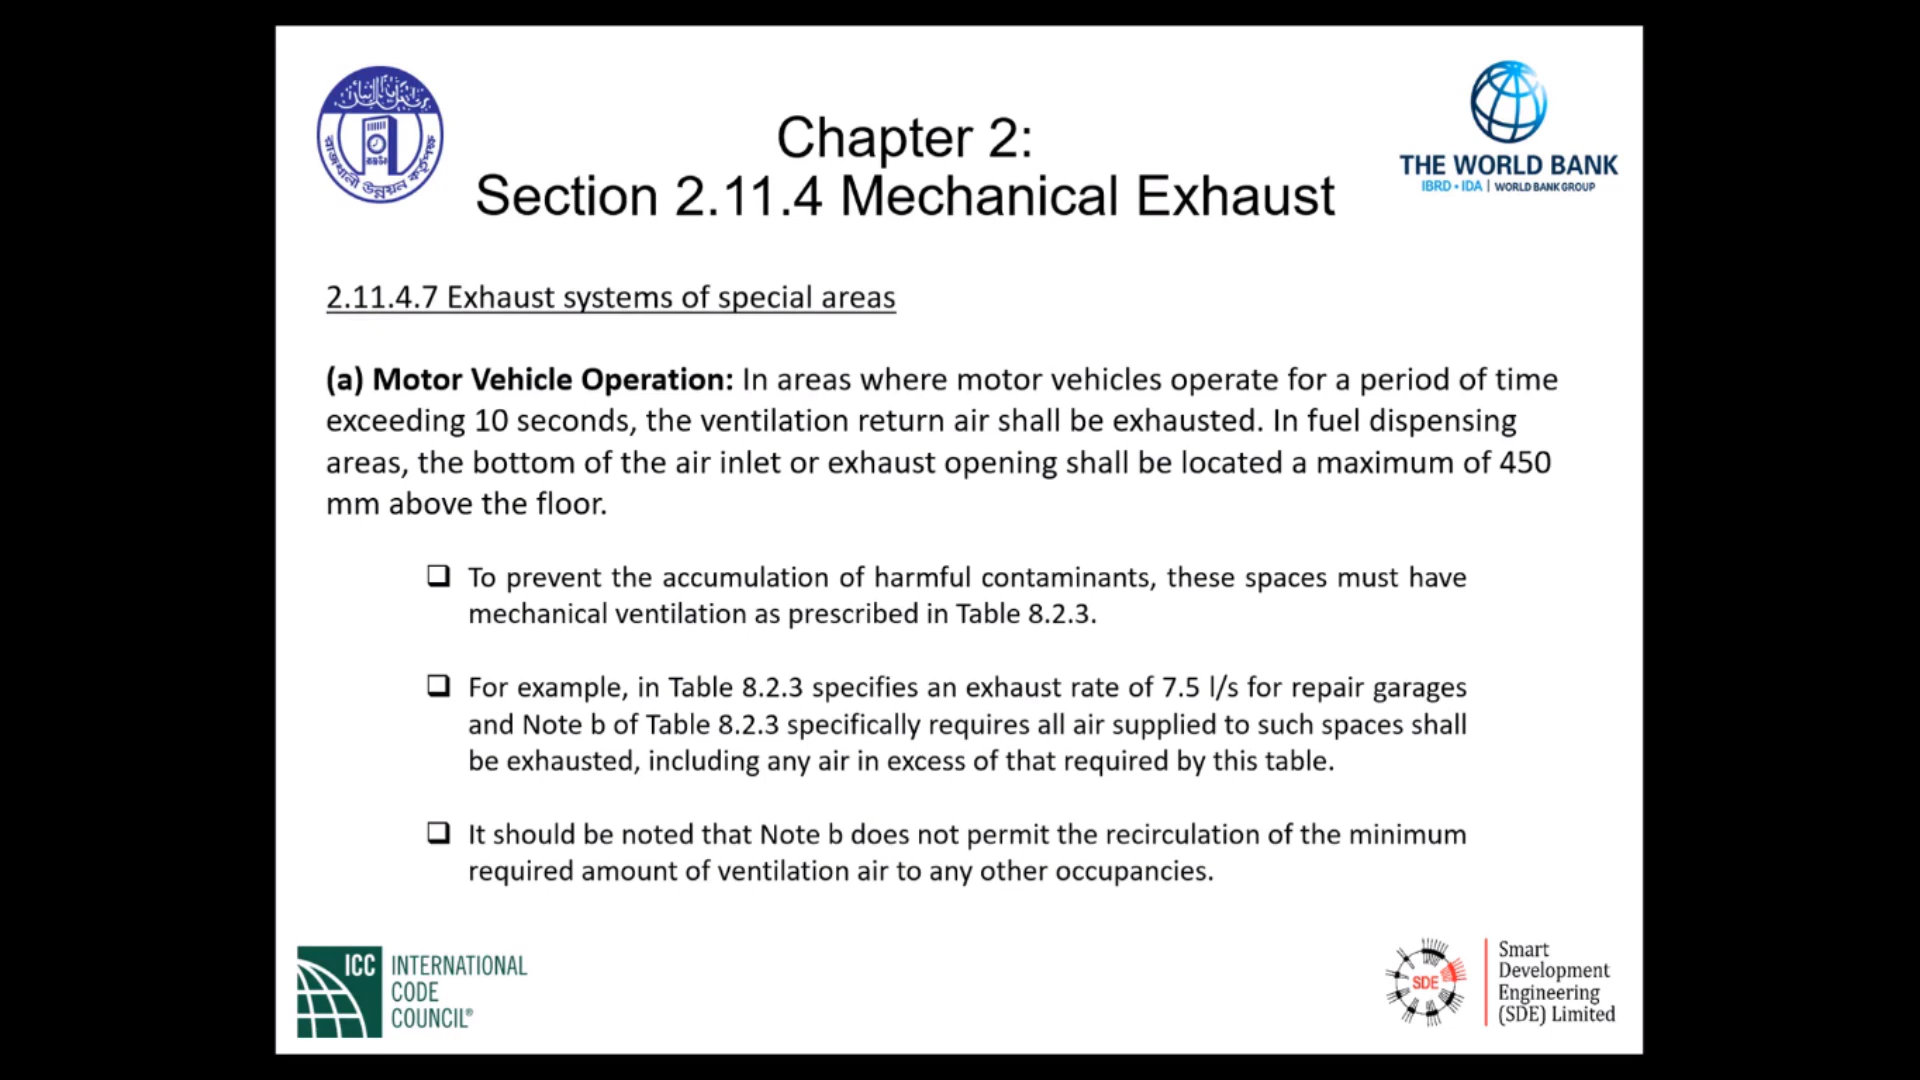 Chapter 2:
Section 2.11.4 Mechanical Exhaust
THE WORLD BANK
IBRD • IDA | WORLD BANK GROUP
রাজধানী উন্নয়ন কর্তৃপক্ষ
রাজউক
2.11.4.7 Exhaust systems of special areas
(a) Motor Vehicle Operation: In areas where motor vehicles operate for a period of time
exceeding 10 seconds, the ventilation return air shall be exhausted. In fuel dispensing
areas, the bottom of the air inlet or exhaust opening shall be located a maximum of 450
mm above the floor.
❑ To prevent the accumulation of harmful contaminants, these spaces must have
mechanical ventilation as prescribed in Table 8.2.3.
❑ For example, in Table 8.2.3 specifies an exhaust rate of 7.5 l/s for repair garages
and Note b of Table 8.2.3 specifically requires all air supplied to such spaces shall
be exhausted, including any air in excess of that required by this table.
❑ It should be noted that Note b does not permit the recirculation of the minimum
required amount of ventilation air to any other occupancies.
ICC INTERNATIONAL
CODE
COUNCIL®
SDE
Smart
Development
Engineering
(SDE) Limited